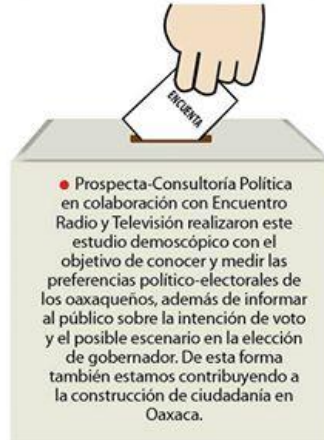 ENCUENTA
• Prospecta-Consultoría Política
en colaboración con Encuentro
Radio y Televisión realizaron este
estudio demoscópico con el
objetivo de conocer y medir las
preferencias político-electorales de
los oaxaqueños, además de informar
al público sobre la intención de voto
y el posible escenario en la elección
de gobernador. De esta forma
también estamos contribuyendo a
la construcción de ciudadanía en
Oaxaca.